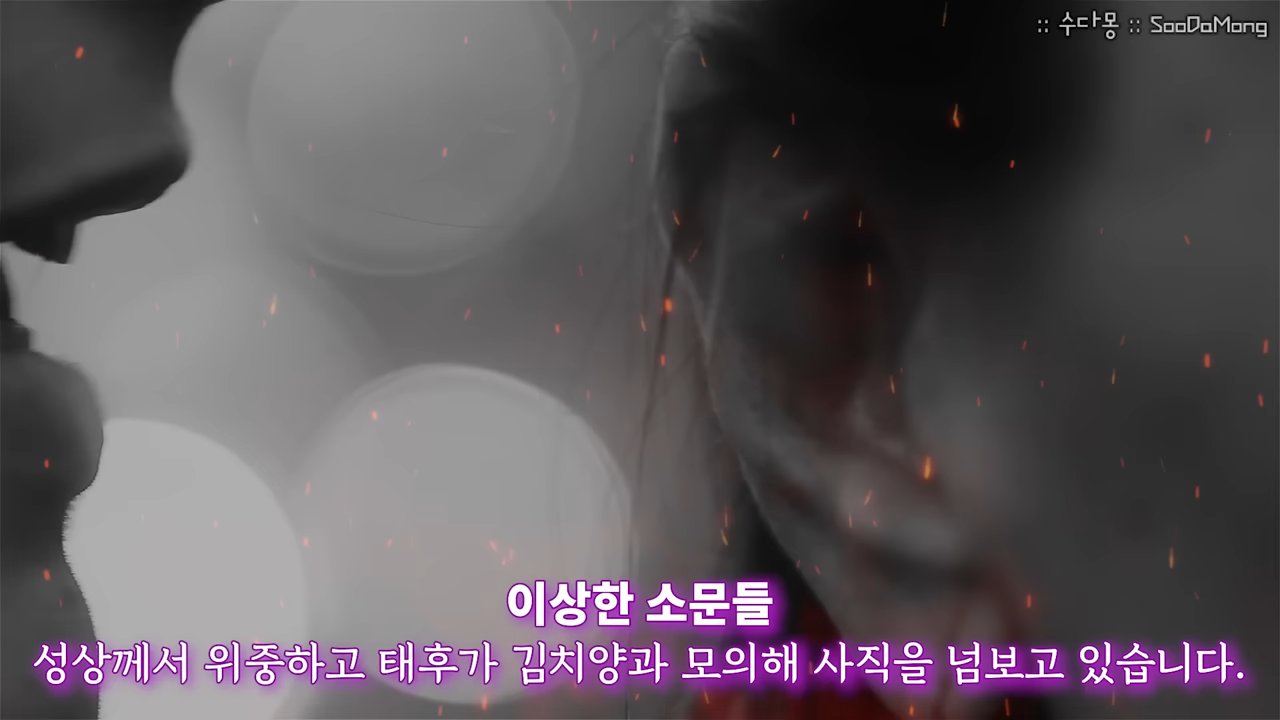 :: 수다몽 :: SooDaMong
이상한 소문들
성상께서 위중하고 태후가 김치양과 모의해 사직을 넘보고 있습니다.